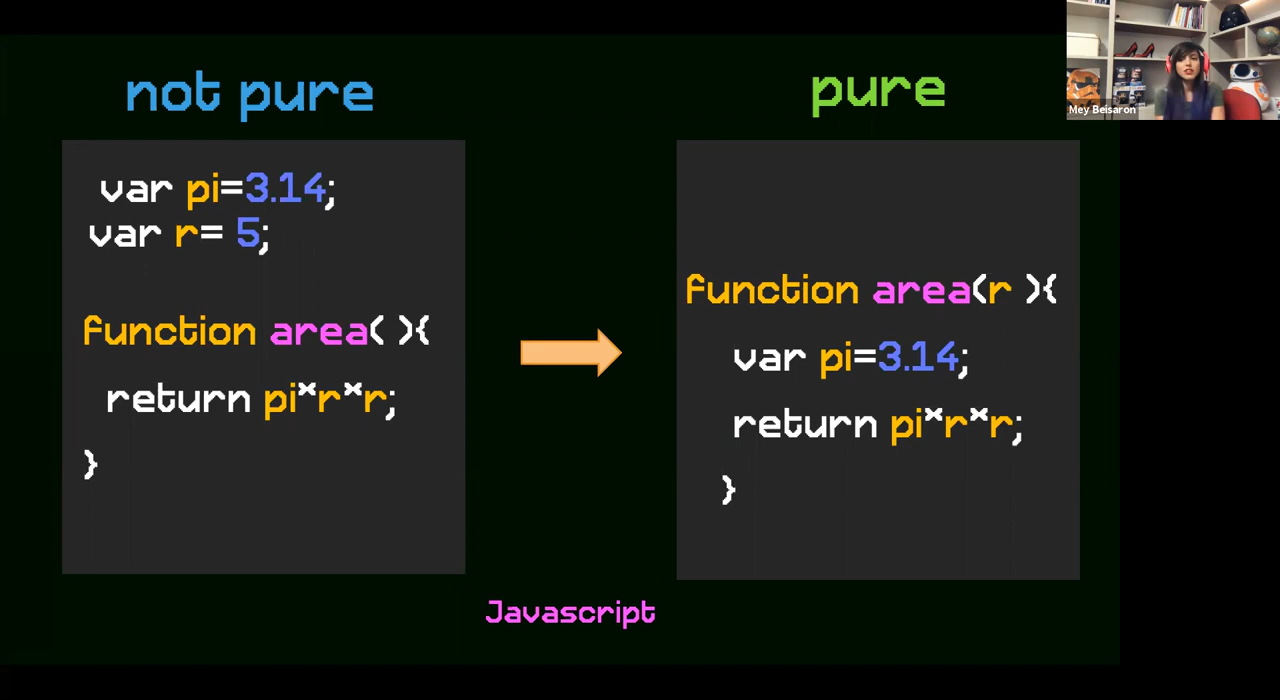 not pure
var pi=3.14;
var r= 5;
function area( ){
return pi*r*r;
}
pure
function area(r ){
var pi=3.14;
return pi*r*r;
}
Javascript
Mey Beisaron